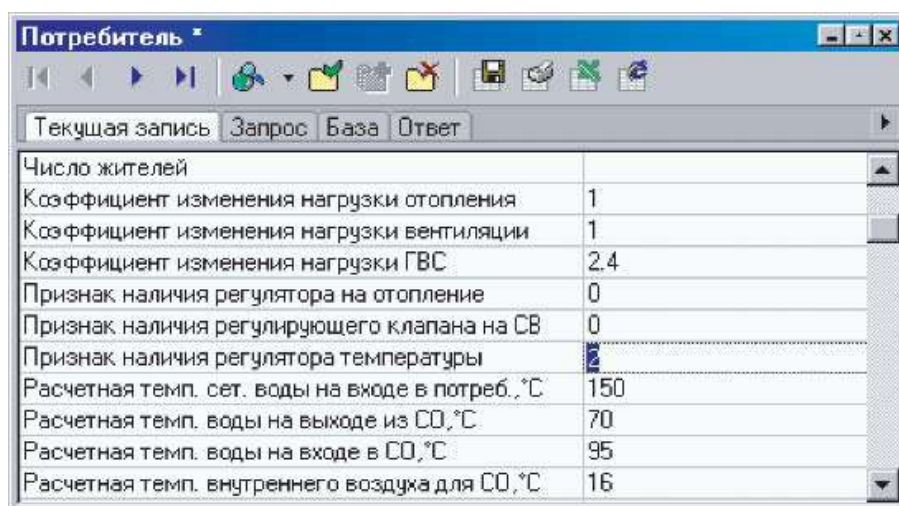 Потребитель *
Текущая запись Запрос База Ответ
Число жителей
Коэффициент изменения нагрузки отопления 1
Коэффициент изменения нагрузки вентиляции 1
Коэффициент изменения нагрузки ГВС 2.4
Признак наличия регулятора на отопление 0
Признак наличия регулирующего клапана на СВ 0
Признак наличия регулятора температуры 2
Расчетная темп. сет. воды на входе в потреб.,°С 150
Расчетная темп. воды на выходе из СО,°С 70
Расчетная темп. воды на входе в СО,°С 95
Расчетная темп. внутреннего воздуха для СО,°С 16